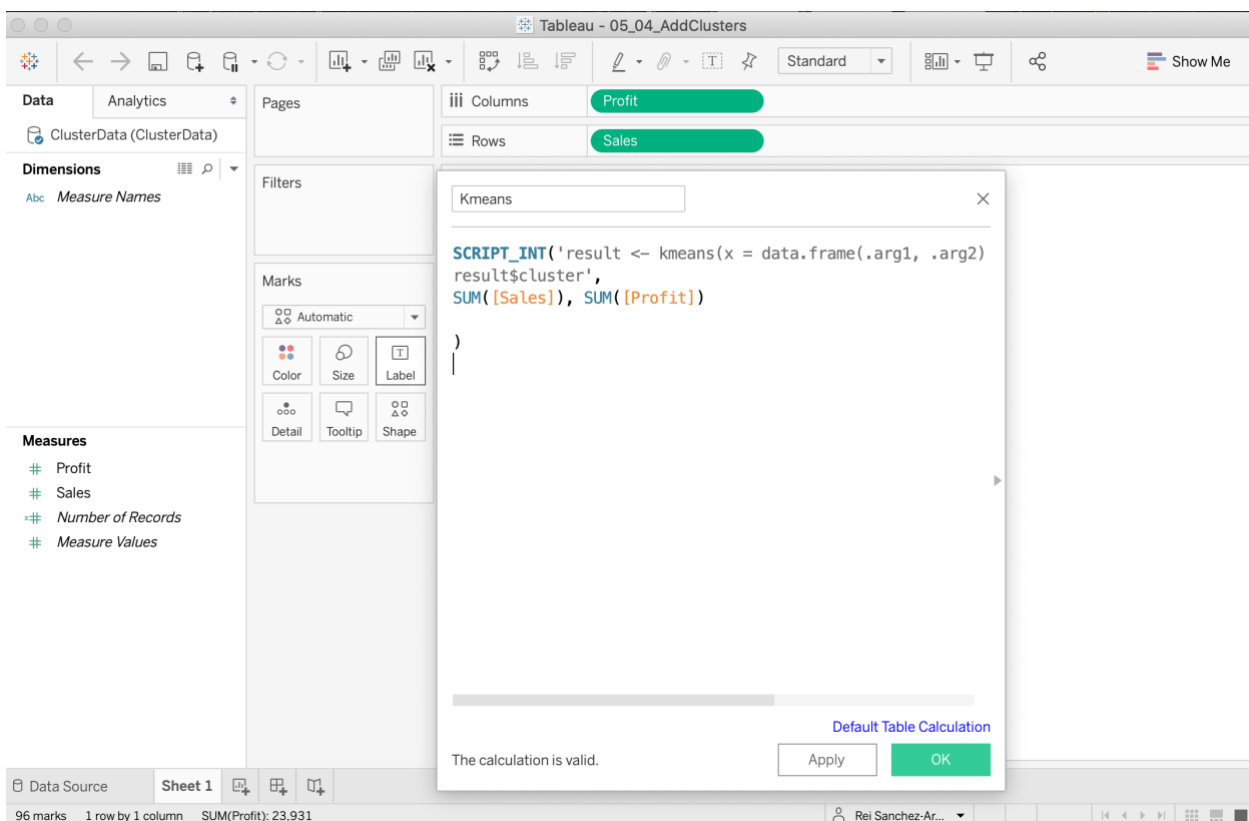 Tableau - 05_04_AddClusters
Standard
Show Me
Data
Analytics
Pages
iii Columns
Profit
ClusterData (ClusterData)
Rows
Sales
Dimensions
Filters
Abc Measure Names
Kmeans
SCRIPT_INT('result <- kmeans(x = data.frame(.arg1, .arg2)
result$cluster',
SUM([Sales]), SUM([Profit])
)
Marks
Automatic
Color
Size
Label
Detail
Tooltip
Shape
Measures
# Profit
# Sales
=# Number of Records
# Measure Values
Default Table Calculation
The calculation is valid.
Apply
OK
Data Source
Sheet 1
96 marks
1 row by 1 column
SUM(Profit): 23,931
Rei Sanchez-Ar...